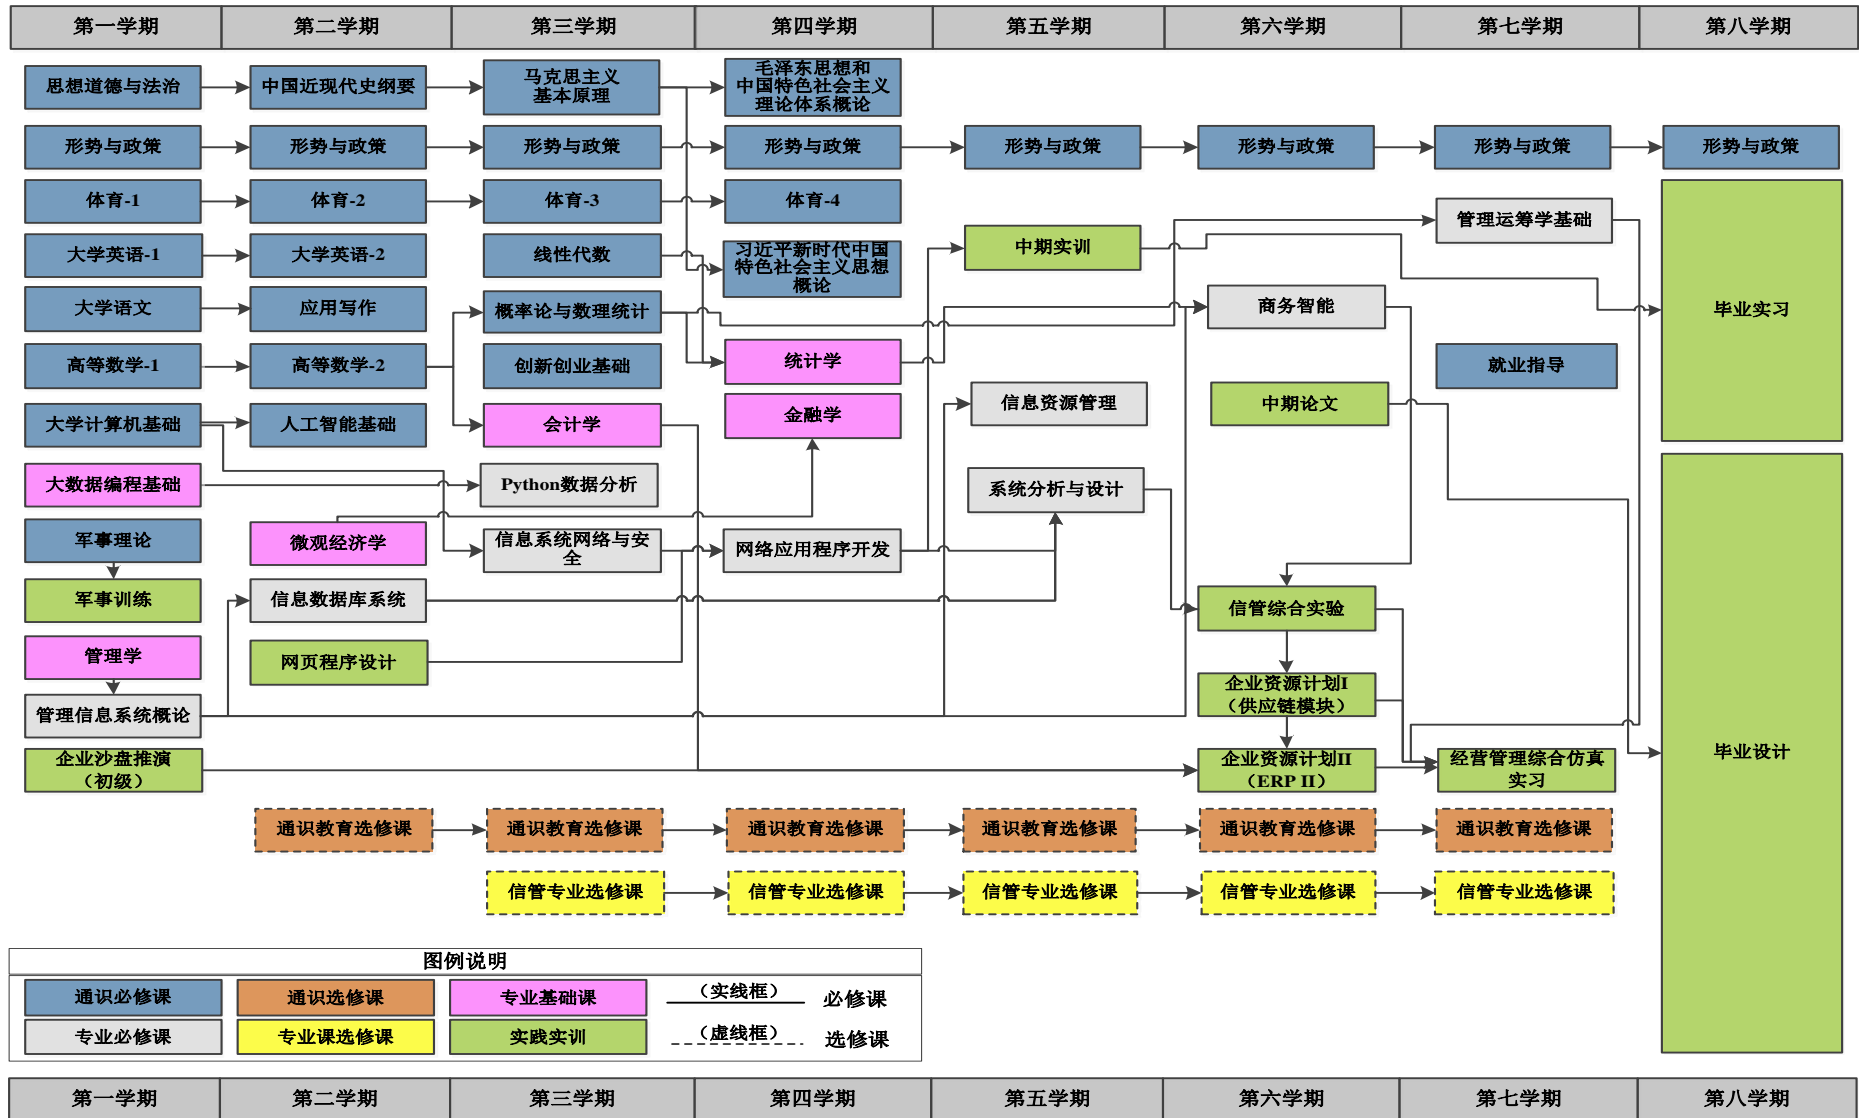 第一学期 第二学期 第三学期 第四学期 第五学期 第六学期 第七学期 第八学期
思想道德与法治 中国近现代史纲要
马克思主义
基本原理
毛泽东思想和
中国特色社会主义
理论体系概论
形势与政策 形势与政策 形势与政策 形势与政策 形势与政策 形势与政策 形势与政策 形势与政策
体育-1 体育-2 体育-3 体育-4
管理运筹学基础
大学英语-1 大学英语-2 线性代数
习近平新时代中国
特色社会主义思想
概论
中期实训
大学语文 应用写作 概率论与数理统计 商务智能 毕业实习
高等数学-1 高等数学-2 创新创业基础 统计学 就业指导
大学计算机基础 人工智能基础 会计学 金融学 信息资源管理 中期论文
大数据编程基础 Python数据分析 系统分析与设计
军事理论 微观经济学
信息系统网络与安
全
网络应用程序开发
军事训练 信息数据库系统 信管综合实验
管理学 网页程序设计
管理信息系统概论
企业资源计划I
（供应链模块）
企业沙盘推演
（初级）
企业资源计划II
（ERP II）
经营管理综合仿真
实习
毕业设计
通识教育选修课 通识教育选修课 通识教育选修课 通识教育选修课 通识教育选修课 通识教育选修课
信管专业选修课 信管专业选修课 信管专业选修课 信管专业选修课 信管专业选修课
图例说明
通识必修课 通识选修课 专业基础课 （实线框） 必修课
专业必修课 专业课选修课 实践实训 （虚线框） 选修课
第一学期 第二学期 第三学期 第四学期 第五学期 第六学期 第七学期 第八学期